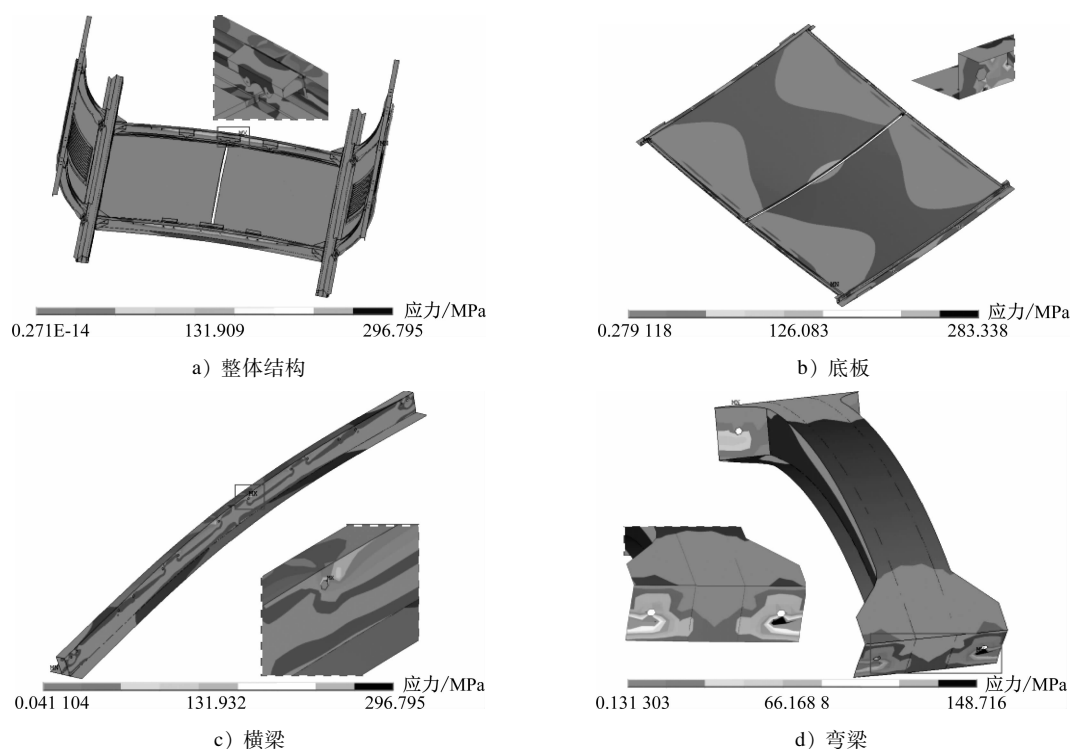 MX
应力/MPa
0.271E-14 131.909 296.795
a) 整体结构
应力/MPa
0.279 118 126.083 283.338
b) 底板
MX
应力/MPa
0.041 104 131.932 296.795
c) 横梁
应力/MPa
0.131 303 66.168 8 148.716
d) 弯梁